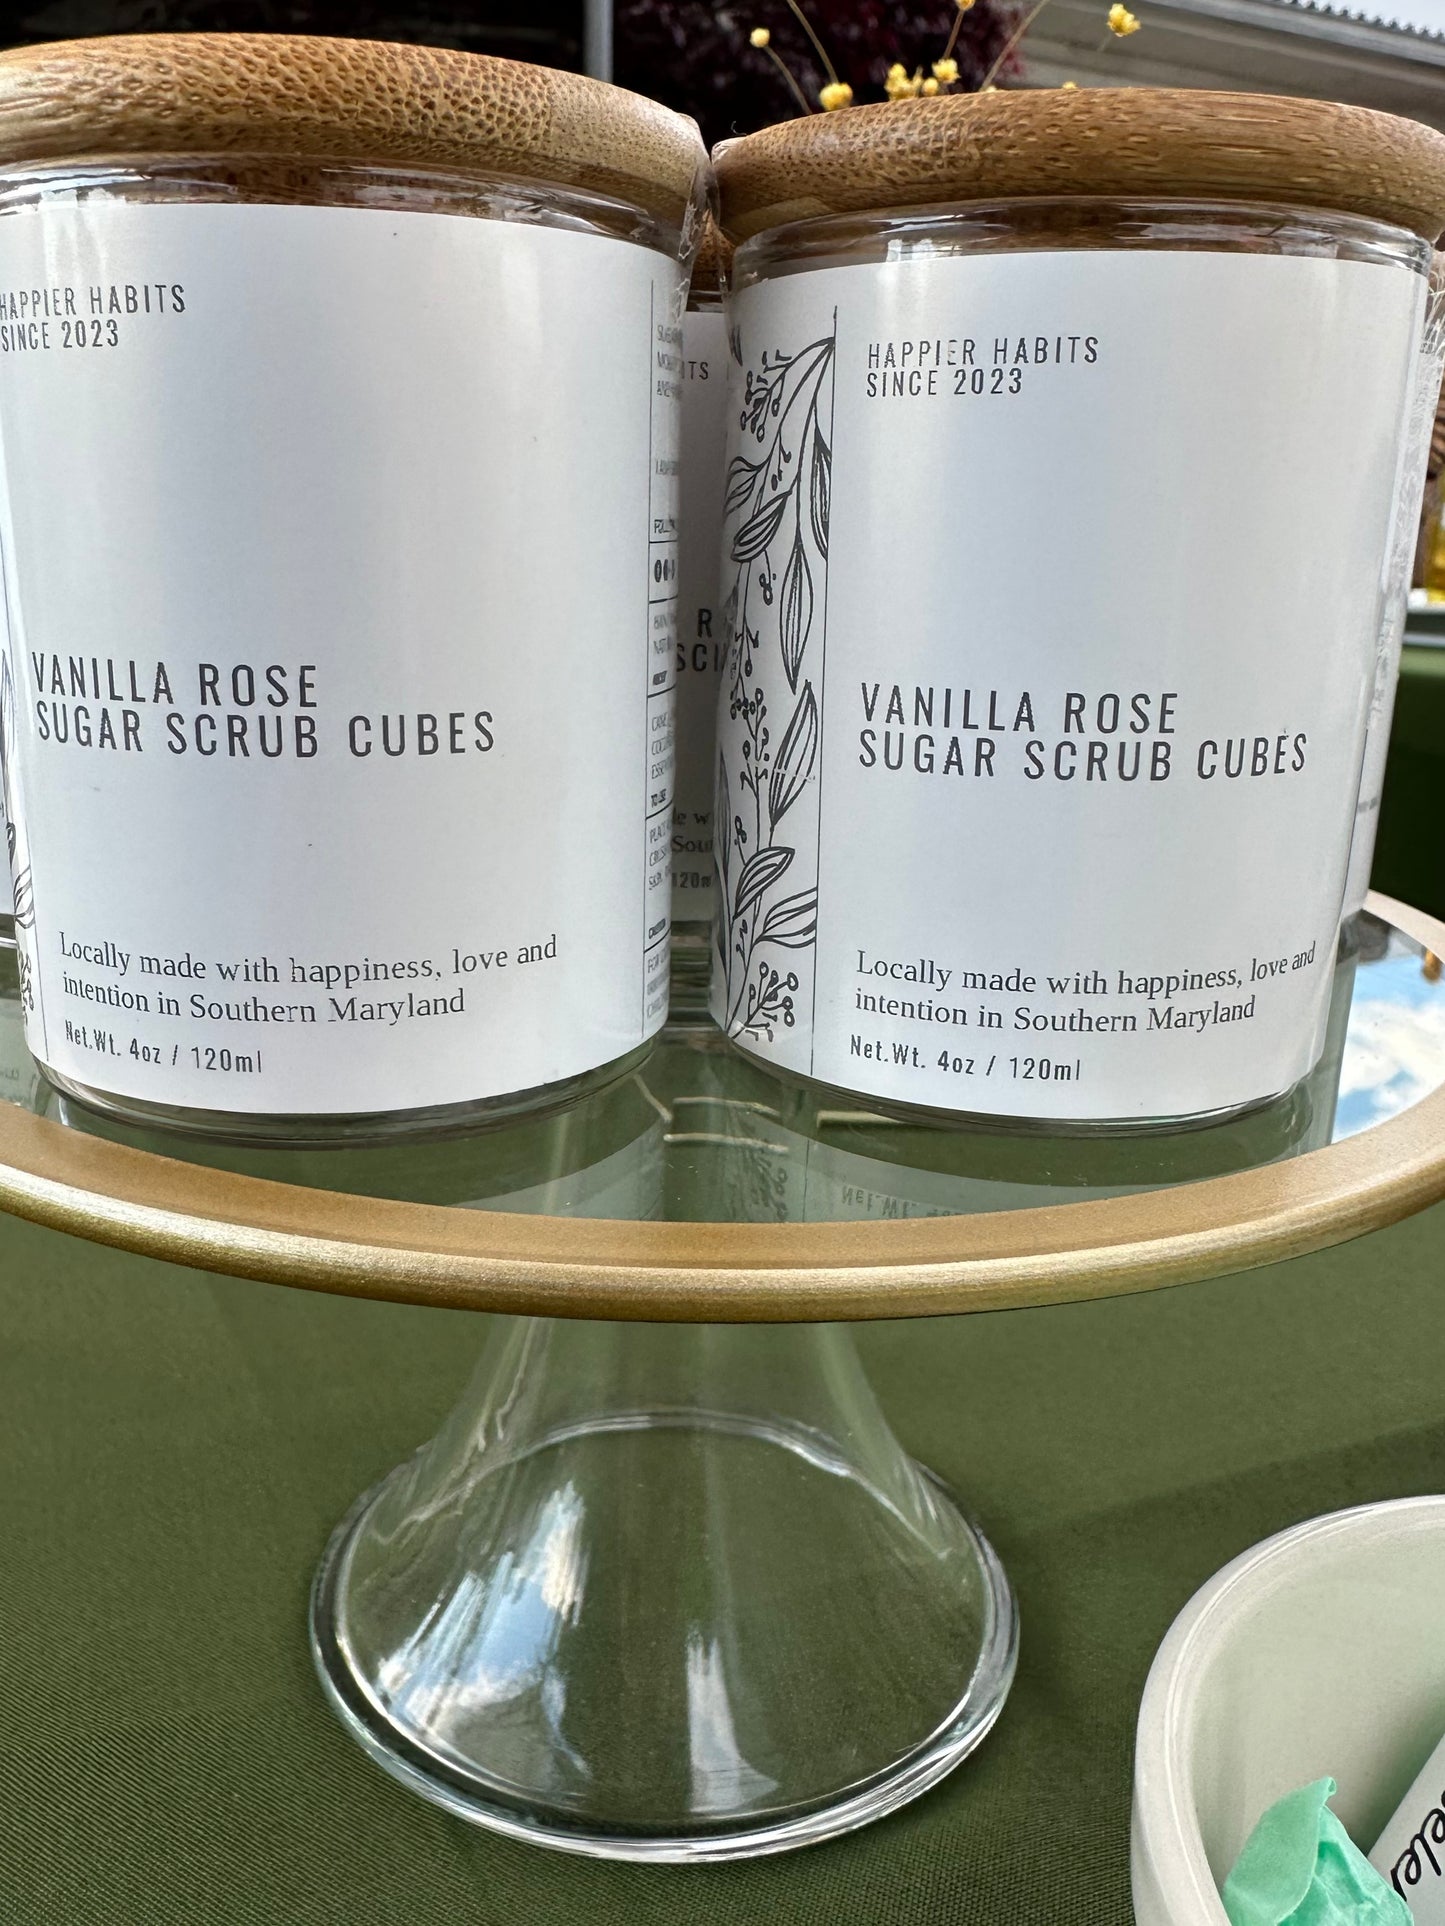 HAPPIER HABITS
SINCE 2023
VANILLA ROSE
SUGAR SCRUB CUBES
Locally made with happiness, love and
intention in Southern Maryland
Net.Wt. 4oz / 120ml
HAPPIER HABITS
SINCE 2023
VANILLA ROSE
SUGAR SCRUB CUBES
Locally made with happiness, love and
intention in Southern Maryland
Net.Wt. 4oz / 120ml